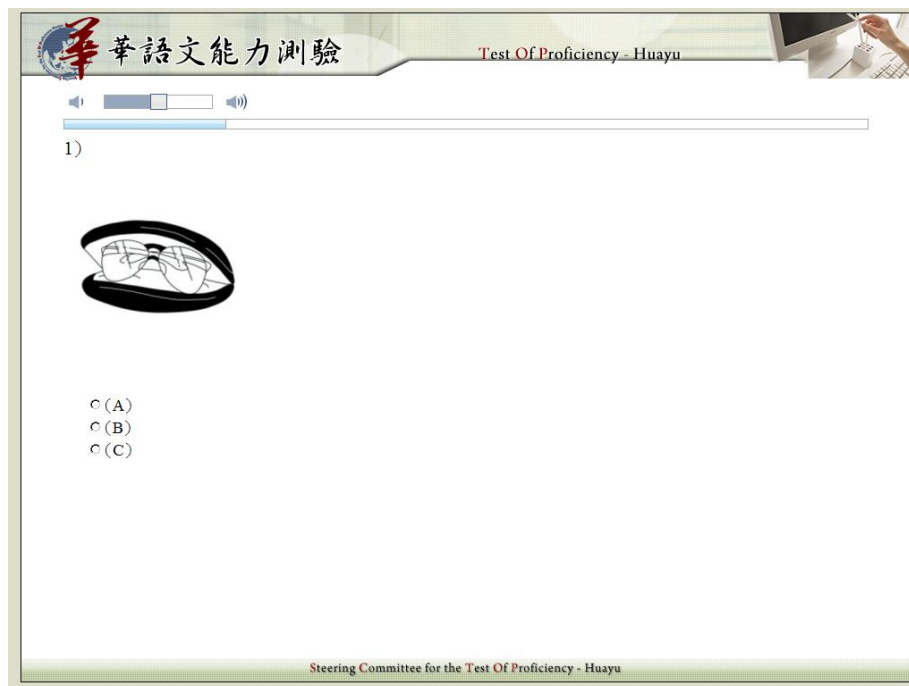 華 華語文能力測驗
Test Of Proficiency - Huayu
1)
(A)
(B)
(C)
Steering Committee for the Test Of Proficiency - Huayu